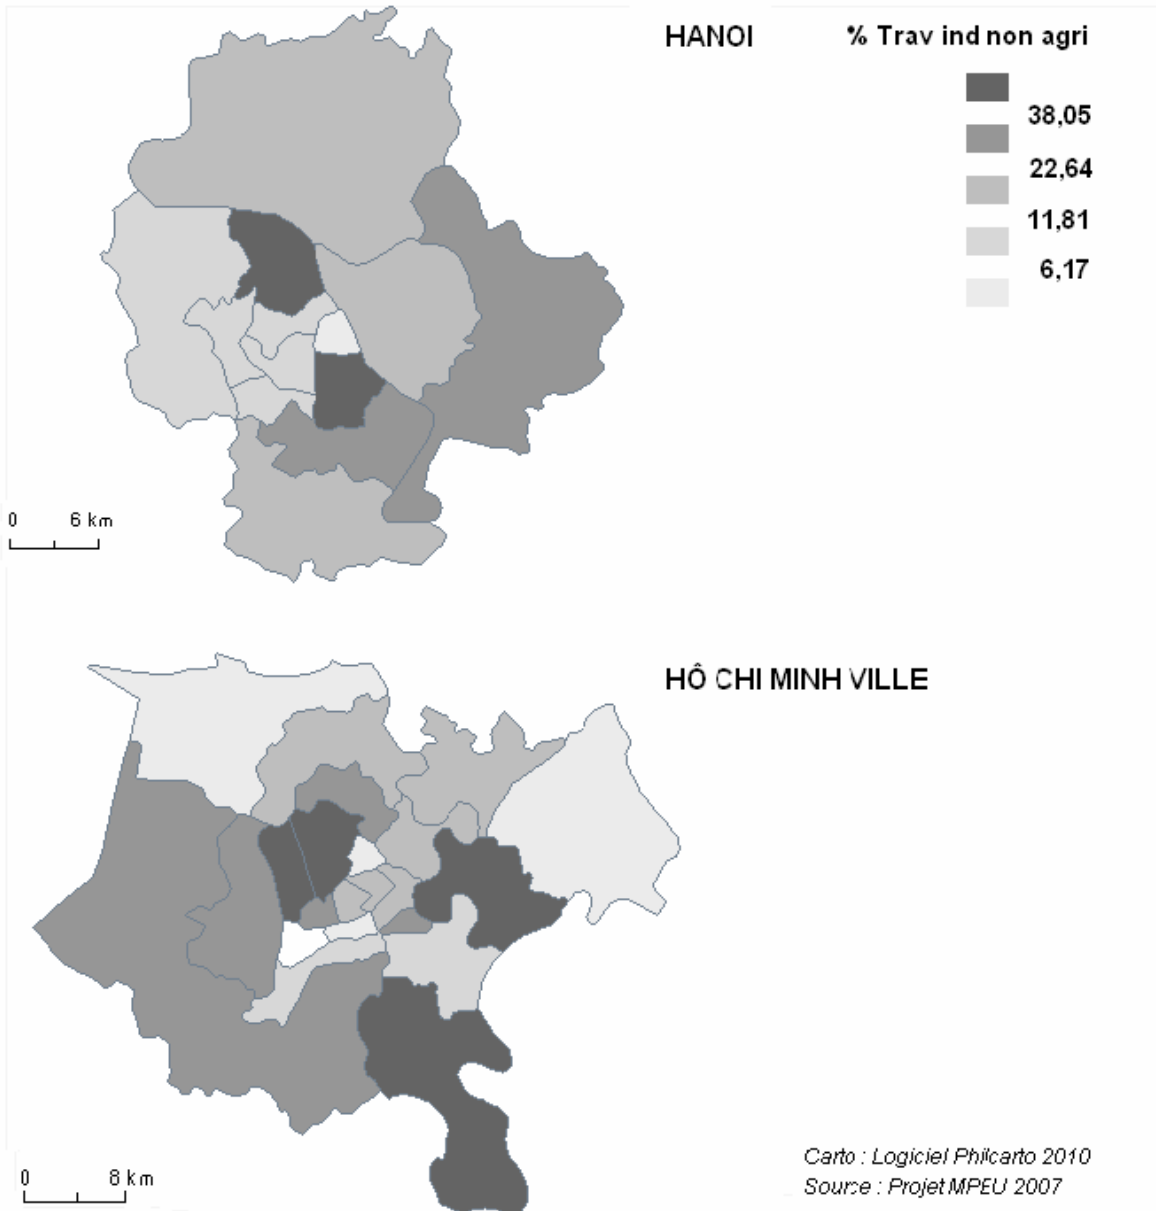 HANOI
% Trav ind non agri
38,05
22,64
11,81
6,17
0 6 km
HÔ CHI MINH VILLE
0 8 km
Carto : Logiciel Philcarto 2010
Source : Projet MPEU 2007